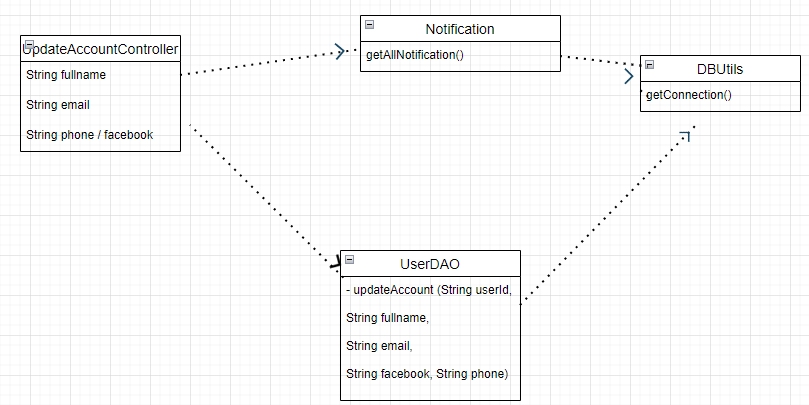 UpdateAccountController
String fullname
String email
String phone / facebook
Notification
getAllNotification()
DBUtils
getConnection()
UserDAO
- updateAccount (String userId,
String fullname,
String email,
String facebook, String phone)